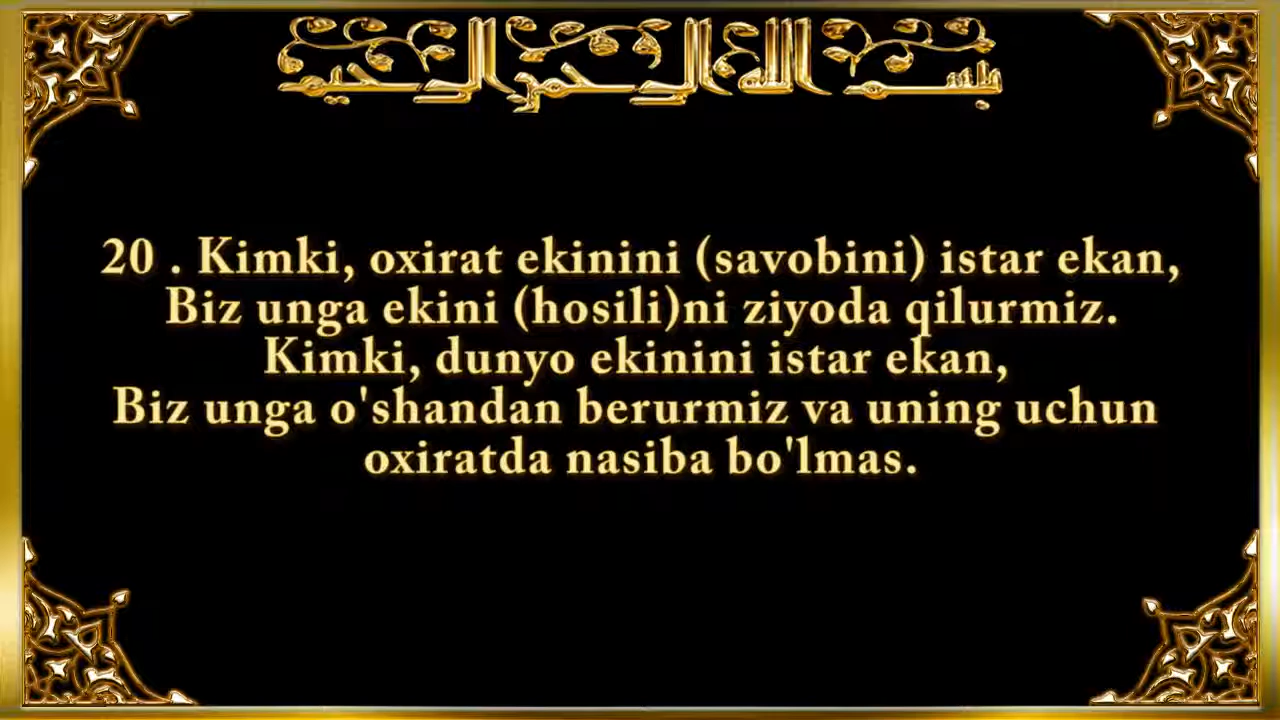 بسم الله الرحمن الرحيم
20 . Kimki, oxirat ekinini (savobini) istar ekan,
Biz unga ekini (hosili)ni ziyoda qilurmiz.
Kimki, dunyo ekinini istar ekan,
Biz unga o'shandan berurmiz va uning uchun
oxiratda nasiba bo'lmas.